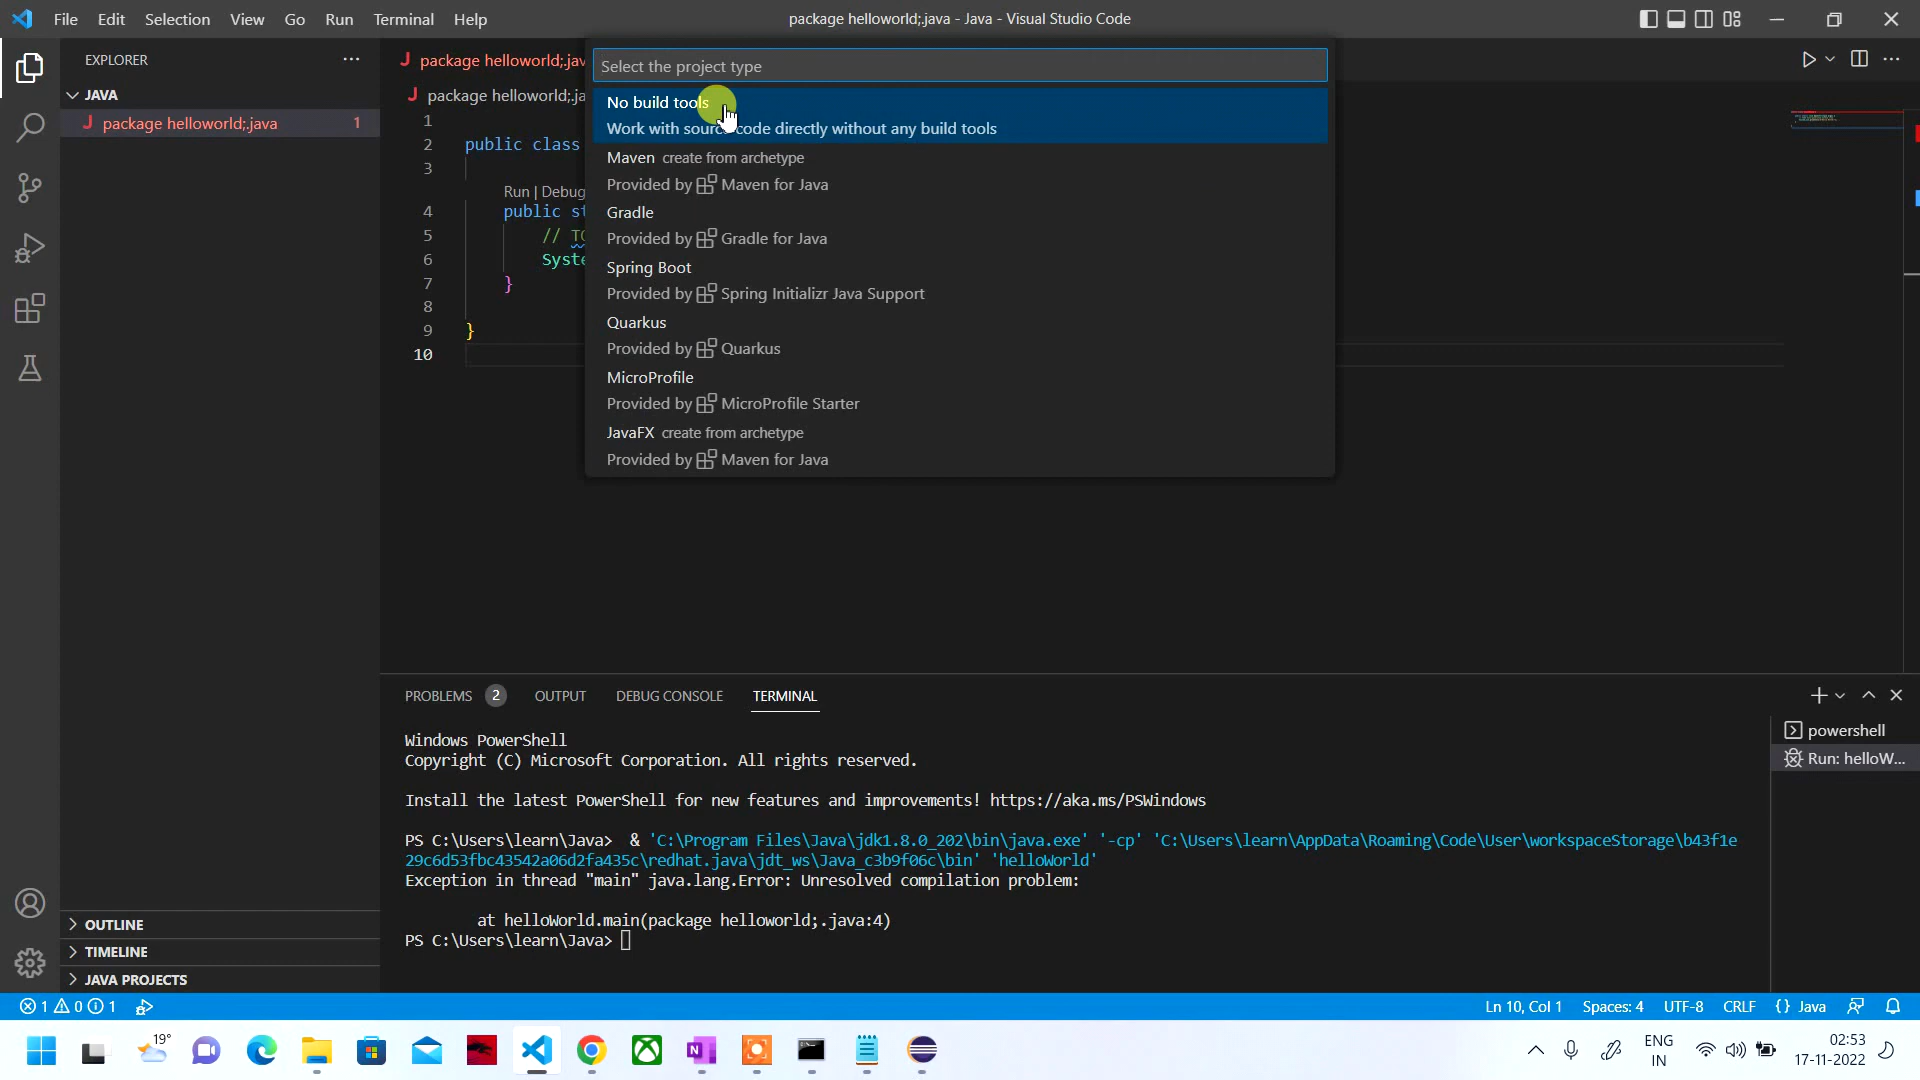 File Edit Selection View Go Run Terminal Help
package helloworld;.java - Java - Visual Studio Code
EXPLORER
JAVA
package helloworld;.java 1
package helloworld;.jav
package helloworld;.ja
Select the project type
No build tools
Work with source code directly without any build tools
Maven create from archetype
Provided by Maven for Java
Gradle
Provided by Gradle for Java
Spring Boot
Provided by Spring Initializr Java Support
Quarkus
Provided by Quarkus
MicroProfile
Provided by MicroProfile Starter
JavaFX create from archetype
Provided by Maven for Java
1
2 public class
3
Run | Debug
4 public st
5 // TO
6 Syste
7 }
8
9 }
10
PROBLEMS 2 OUTPUT DEBUG CONSOLE TERMINAL
Windows PowerShell
Copyright (C) Microsoft Corporation. All rights reserved.
Install the latest PowerShell for new features and improvements! https://aka.ms/PSWindows
PS C:\Users\learn\Java> & 'C:\Program Files\Java\jdk1.8.0_202\bin\java.exe' '-cp' 'C:\Users\learn\AppData\Roaming\Code\User\workspaceStorage\b43f1e
29c6d53fbc43542a06d2fa435c\redhat.java\jdt_ws\Java_c3b9f06c\bin' 'helloWorld'
Exception in thread "main" java.lang.Error: Unresolved compilation problem:
at helloWorld.main(package helloworld;.java:4)
PS C:\Users\learn\Java>
powershell
Run: helloW...
OUTLINE
TIMELINE
JAVA PROJECTS
1 0 1
Ln 10, Col 1 Spaces: 4 UTF-8 CRLF {} Java
19°
ENG
IN
02:53
17-11-2022